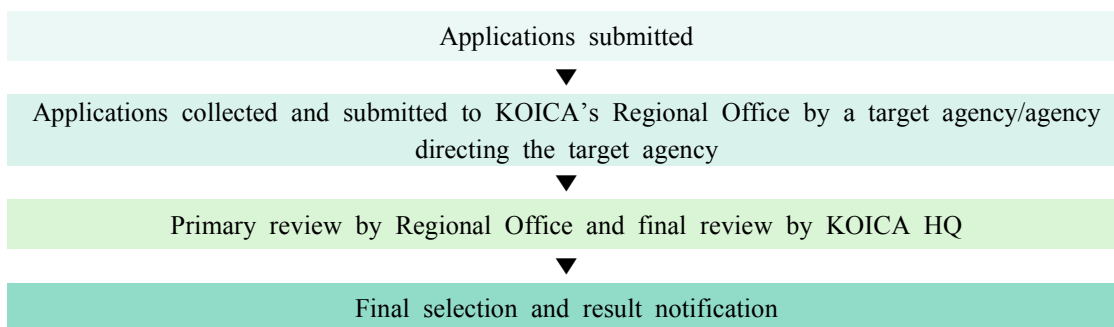 Applications submitted
Applications collected and submitted to KOICA's Regional Office by a target agency/agency
directing the target agency
Primary review by Regional Office and final review by KOICA HQ
Final selection and result notification